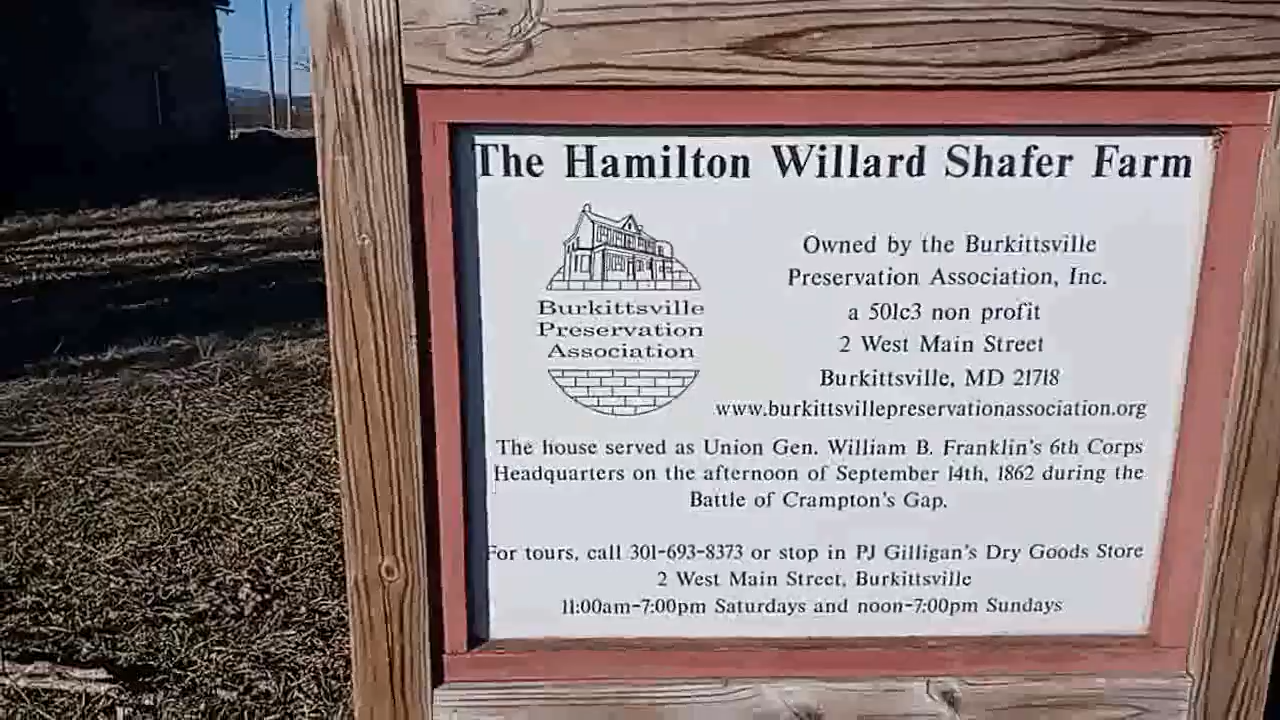 The Hamilton Willard Shafer Farm
Burkittsville
Preservation
Association
Owned by the Burkittsville
Preservation Association, Inc.
a 501c3 non profit
2 West Main Street
Burkittsville, MD 21718
www.burkittsvillepreservationassociation.org
The house served as Union Gen. William B. Franklin's 6th Corps
Headquarters on the afternoon of September 14th, 1862 during the
Battle of Crampton's Gap.
For tours, call 301-693-8373 or stop in PJ Gilligan's Dry Goods Store
2 West Main Street, Burkittsville
11:00am-7:00pm Saturdays and noon-7:00pm Sundays